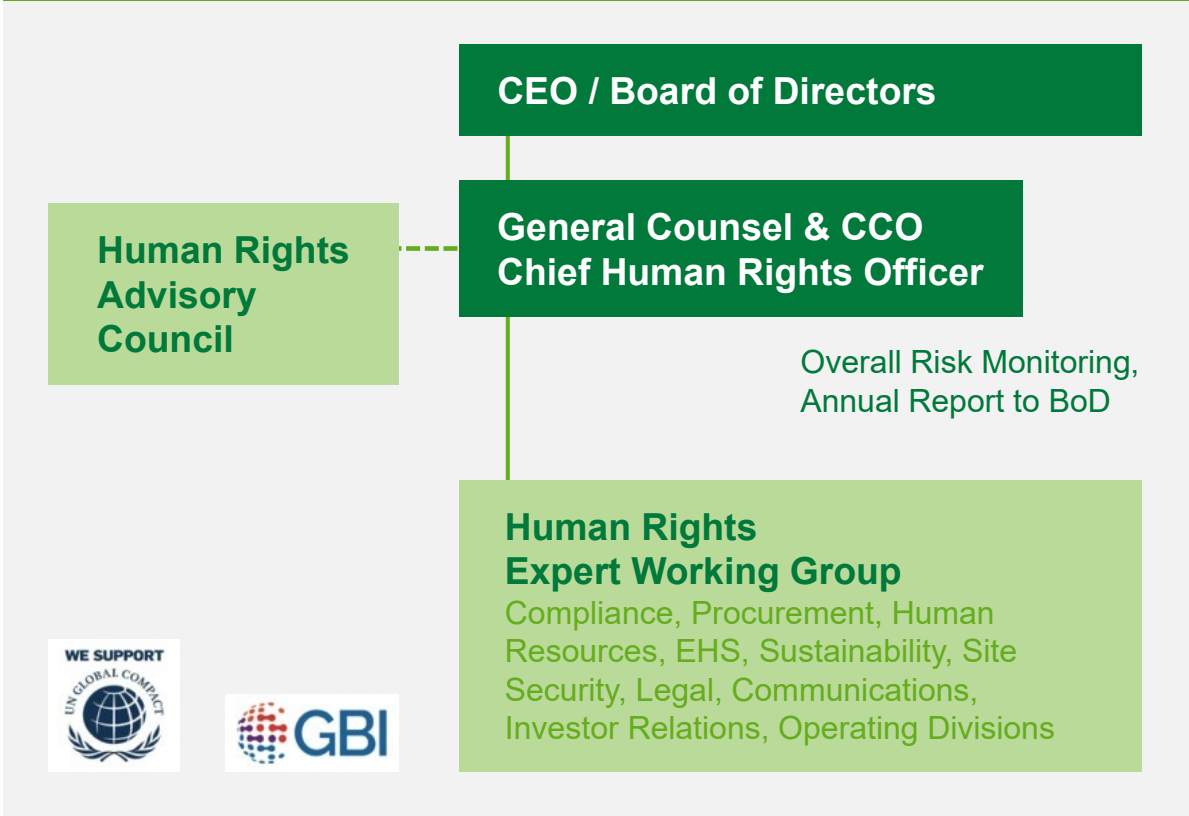 CEO / Board of Directors
General Counsel & CCO
Chief Human Rights Officer
Human Rights
Advisory
Council
Overall Risk Monitoring,
Annual Report to BoD
Human Rights
Expert Working Group
Compliance, Procurement, Human
Resources, EHS, Sustainability, Site
Security, Legal, Communications,
Investor Relations, Operating Divisions
WE SUPPORT
UN GLOBAL COMPACT
GBI